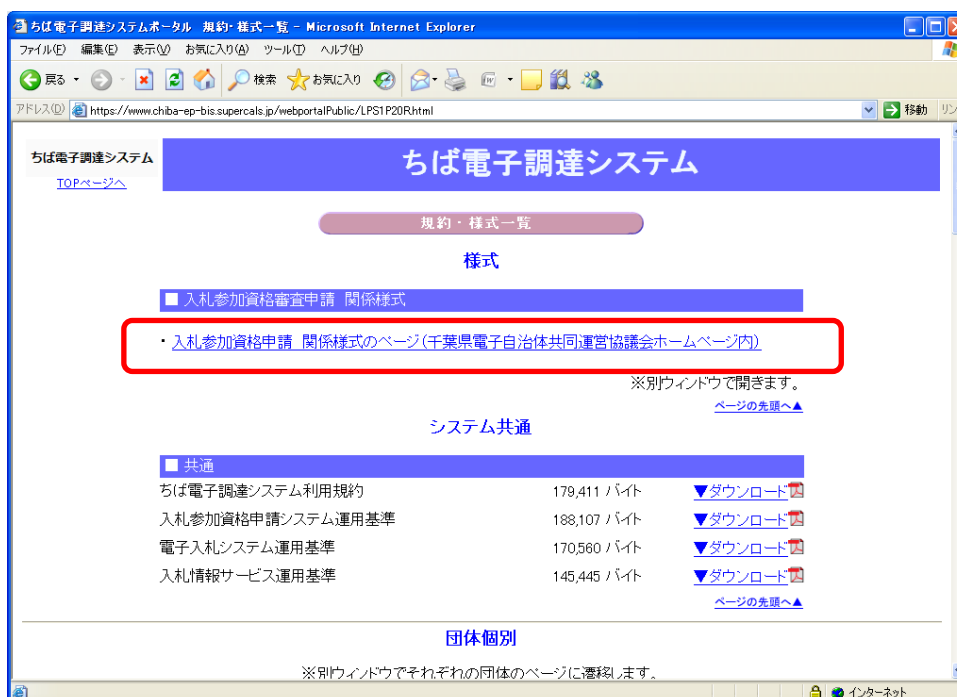 ちば電子調達システムポータル 規約・様式一覧 - Microsoft Internet Explorer
ファイル(F) 編集(E) 表示(V) お気に入り(A) ツール(T) ヘルプ(H)
戻る 検索 お気に入り
アドレス(D) https://www.chiba-ep-bis.supercals.jp/webportalPublic/LPS1P20R.html 移動 リン
ちば電子調達システム
TOPページへ
ちば電子調達システム
規約・様式一覧
様式
■ 入札参加資格審査申請 関係様式
・入札参加資格申請 関係様式のページ(千葉県電子自治体共同運営協議会ホームページ内)
※別ウィンドウで開きます。
ページの先頭へ▲
システム共通
■ 共通
ちば電子調達システム利用規約 179,411 バイト ▼ダウンロード
入札参加資格申請システム運用基準 188,107 バイト ▼ダウンロード
電子入札システム運用基準 170,560 バイト ▼ダウンロード
入札情報サービス運用基準 145,445 バイト ▼ダウンロード
ページの先頭へ▲
団体個別
※別ウィンドウでそれぞれの団体のページに遷移します。
インターネット